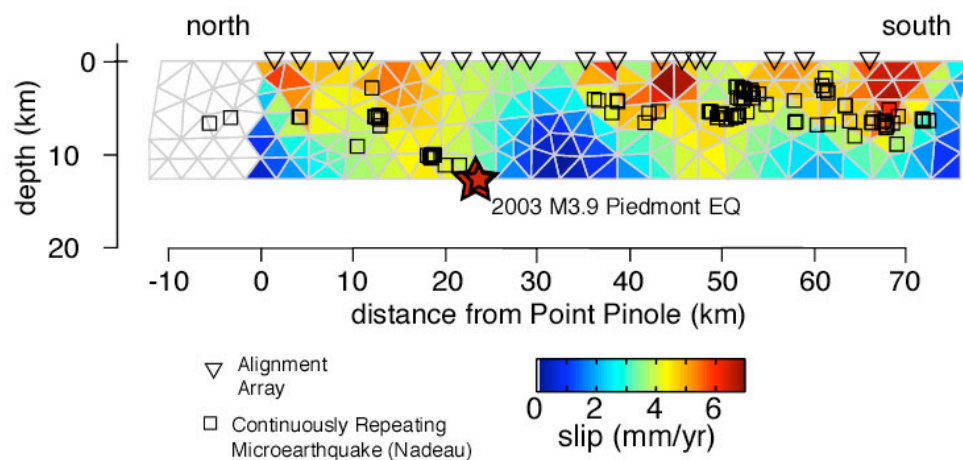 north south
0
10
20
depth (km)
2003 M3.9 Piedmont EQ
-10 0 10 20 30 40 50 60 70
distance from Point Pinole (km)
Alignment
Array
Continuously Repeating
Microearthquake (Nadeau)
0 2 4 6
slip (mm/yr)